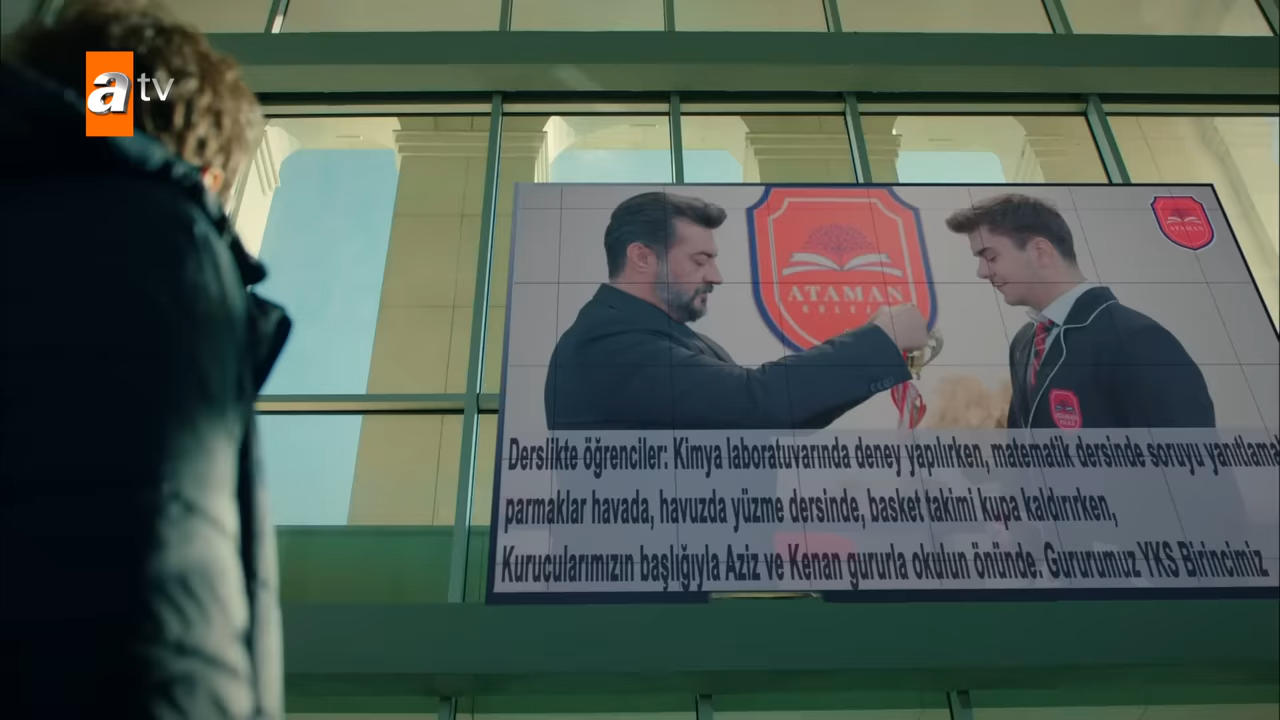 atv
ATAMAN
Derslikte öğrenciler: Kimya laboratuvarında deney yapılırken, matematik dersinde soruyu yanıtlama
parmaklar havada, havuzda yüzme dersinde, basket takimi kupa kaldırırken,
Kurucularımızın başlığıyla Aziz ve Kenan gururla okulun önünde. Gururumuz YKS Birincimiz